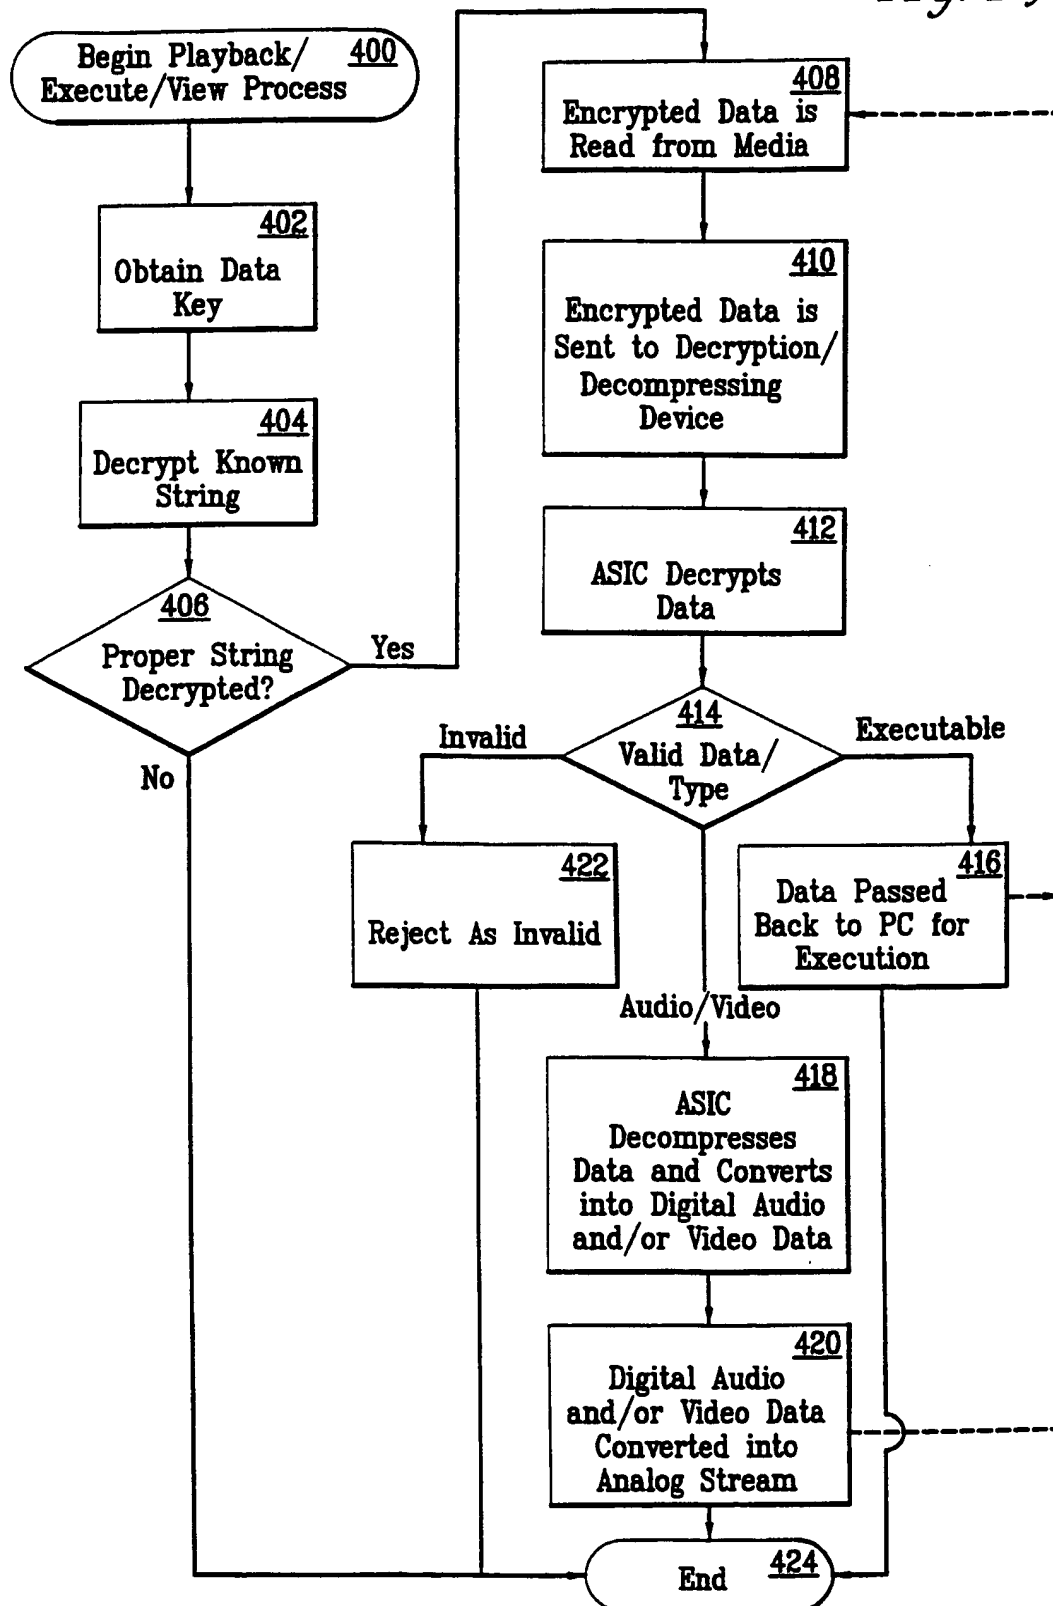 Begin Playback/ 400
Execute/View Process
402
Obtain Data
Key
404
Decrypt Known
String
406
Proper String
Decrypted?
Yes
No
408
Encrypted Data is
Read from Media
410
Encrypted Data is
Sent to Decryption/
Decompressing
Device
412
ASIC Decrypts
Data
414
Valid Data/
Type
Invalid
Executable
422
Reject As Invalid
416
Data Passed
Back to PC for
Execution
Audio/Video
418
ASIC
Decompresses
Data and Converts
into Digital Audio
and/or Video Data
420
Digital Audio
and/or Video Data
Converted into
Analog Stream
End 424